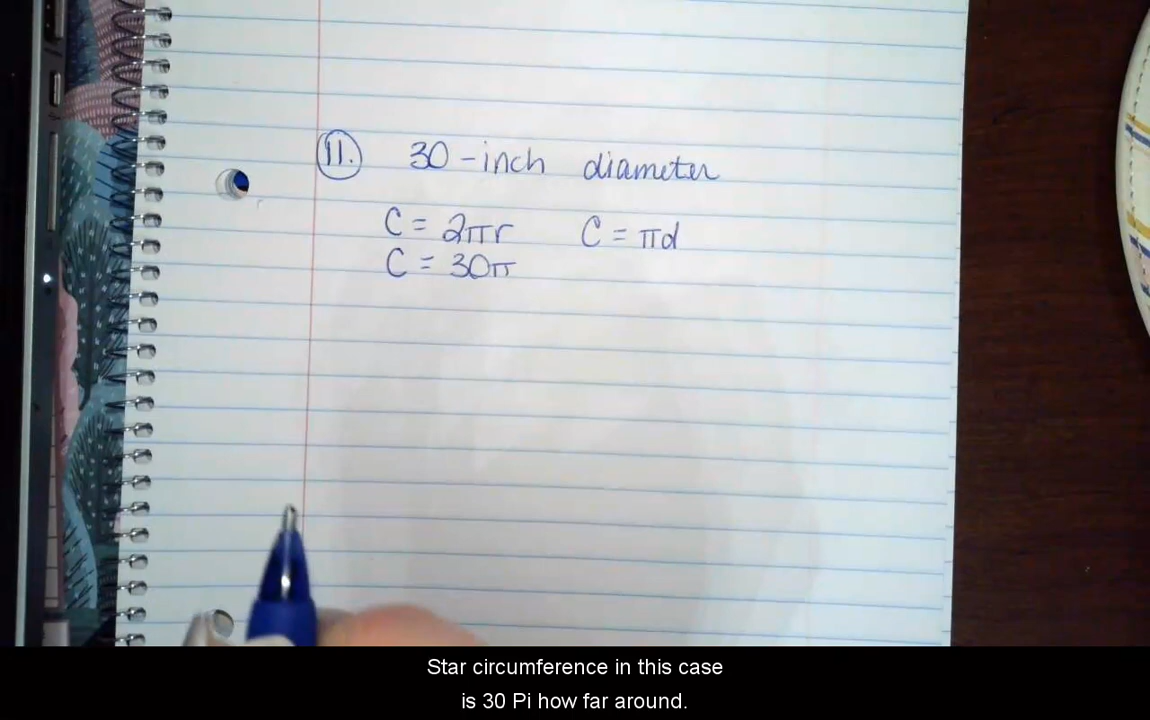 11. 30-inch diameter
C = 2πr C = πd
C = 30π
Star circumference in this case
is 30 Pi how far around.